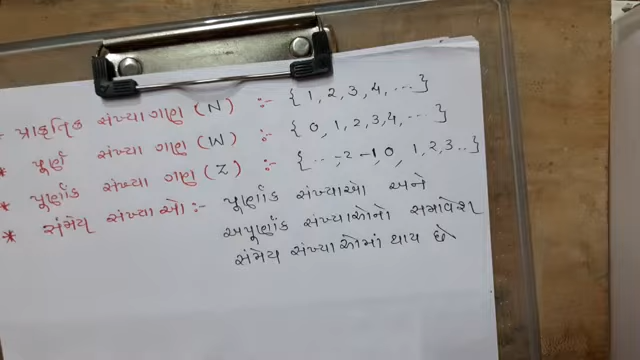 * પ્રાકૃતિક સંખ્યાગણ (N) :- {1, 2, 3, 4, ...}
* પૂર્ણ સંખ્યાગણ (W) :- {0, 1, 2, 3, 4, ...}
* પૂર્ણાંક સંખ્યાગણ (Z) :- {... -2 -1 0, 1, 2, 3 ..}
* સંમેય સંખ્યાઓ :- પૂર્ણાંક સંખ્યાઓ અને
અપૂર્ણાંક સંખ્યાઓનો સમાવેશ
સંમેય સંખ્યાઓમાં થાય છે